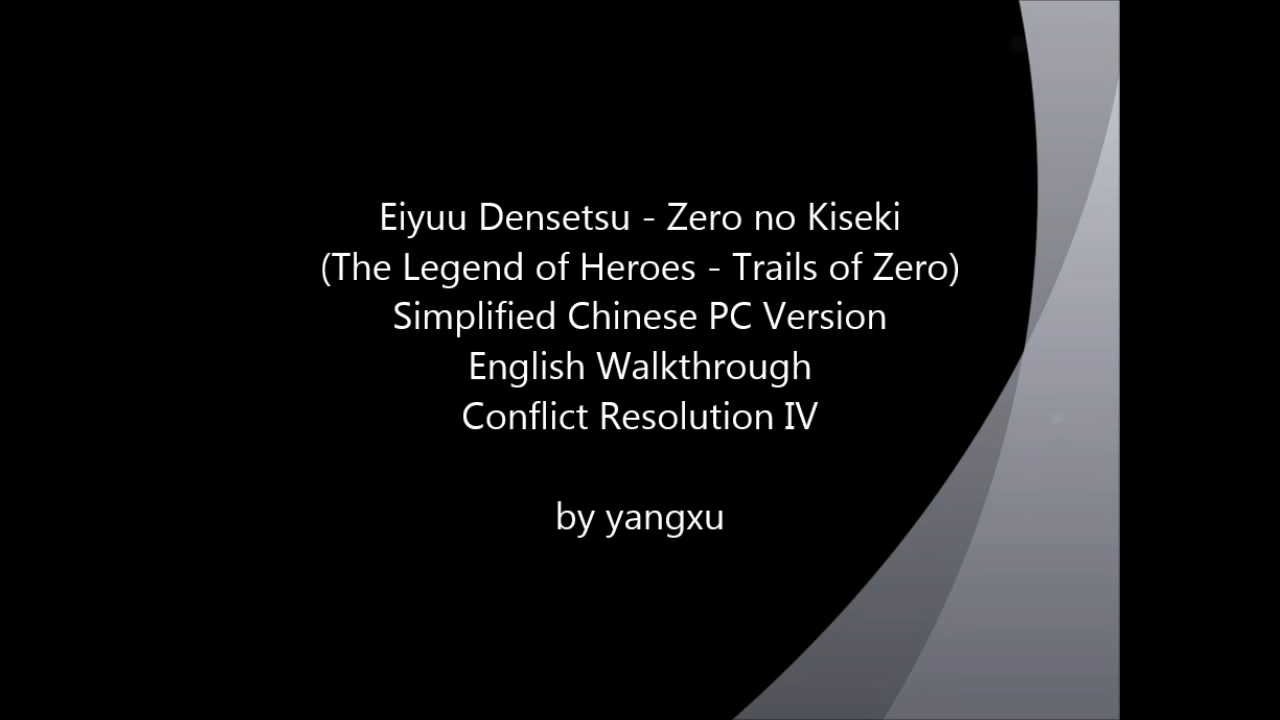 Eiyuu Densetsu - Zero no Kiseki
(The Legend of Heroes - Trails of Zero)
Simplified Chinese PC Version
English Walkthrough
Conflict Resolution IV
by yangxu